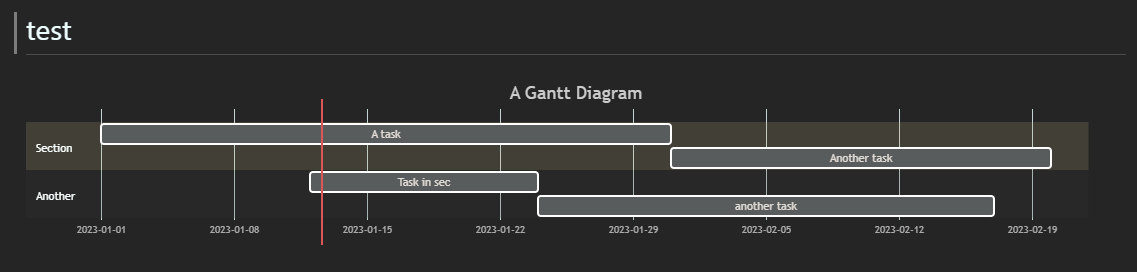 test
A Gantt Diagram
A task
Section
Another task
Task in sec
Another
another task
2023-01-01 2023-01-08 2023-01-15 2023-01-22 2023-01-29 2023-02-05 2023-02-12 2023-02-19